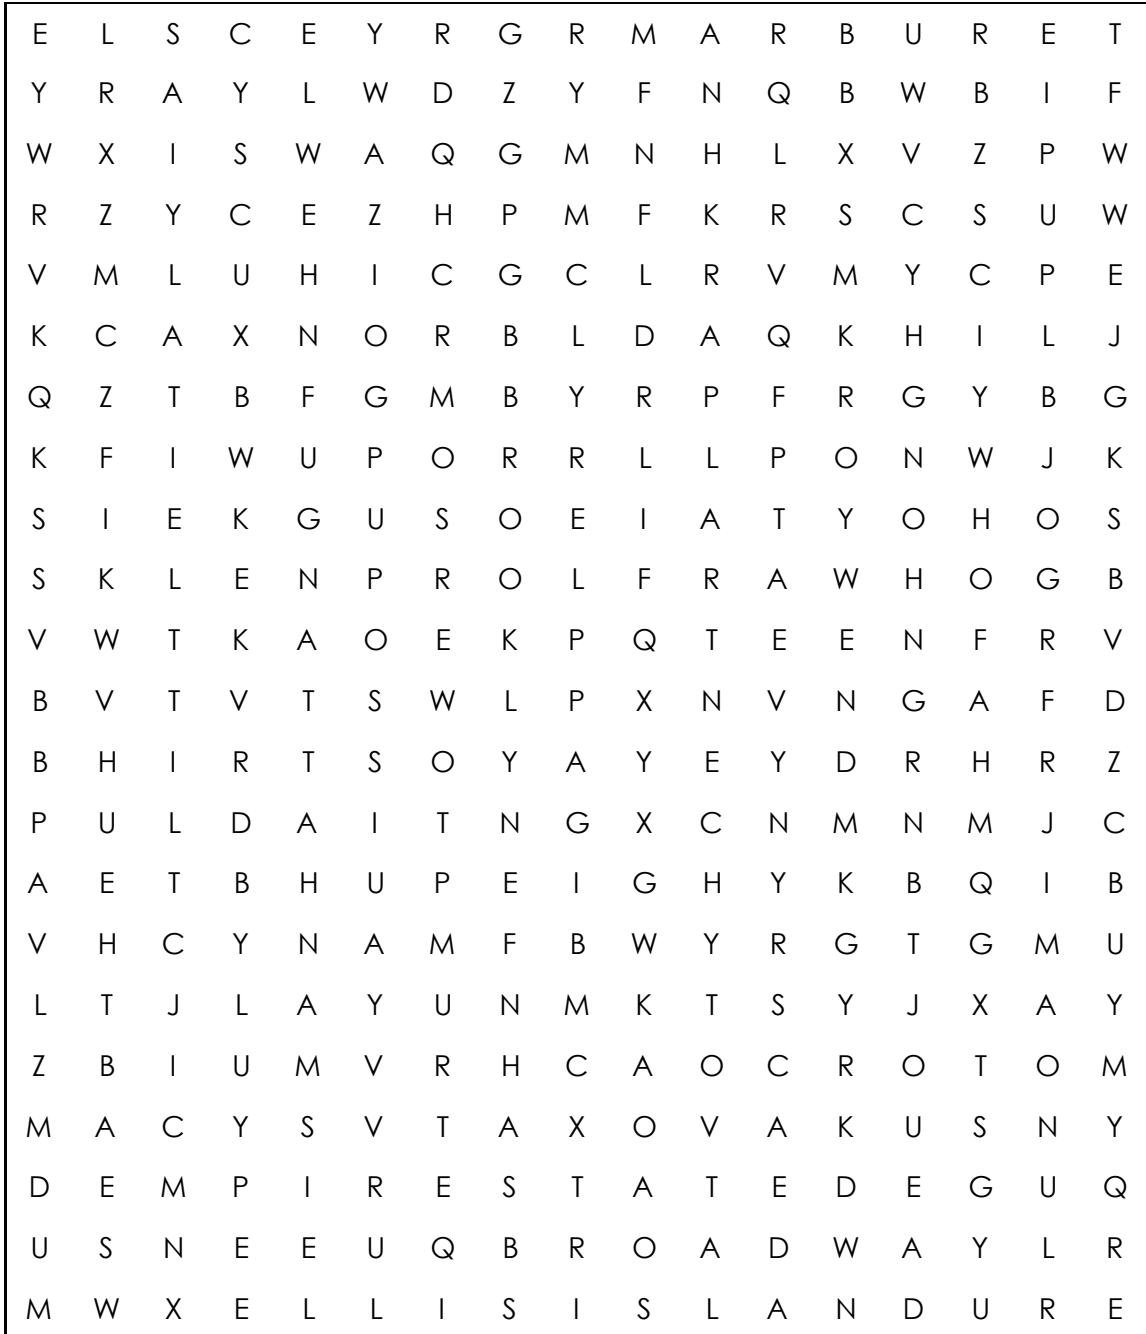 E L S C E Y R G R M A R B U R E T
Y R A Y L W D Z Y F N Q B W B I F
W X I S W A Q G M N H L X V Z P W
R Z Y C E Z H P M F K R S C S U W
V M L U H I C G C L R V M Y C P E
K C A X N O R B L D A Q K H I L J
Q Z T B F G M B Y R P F R G Y B G
K F I W U P O R R L L P O N W J K
S I E K G U S O E I A T Y O H O S
S K L E N P R O L F R A W H O G B
V W T K A O E K P Q T E E N F R V
B V T V T S W L P X N V N G A F D
B H I R T S O Y A Y E Y D R H R Z
P U L D A I T N G X C N M N M J C
A E T B H U P E I G H Y K B Q I B
V H C Y N A M F B W Y R G T G M U
L T J L A Y U N M K T S Y J X A Y
Z B I U M V R H C A O C R O T O M
M A C Y S V T A X O V A K U S N Y
D E M P I R E S T A T E D E G U Q
U S N E E U Q B R O A D W A Y L R
M W X E L L I S I S L A N D U R E